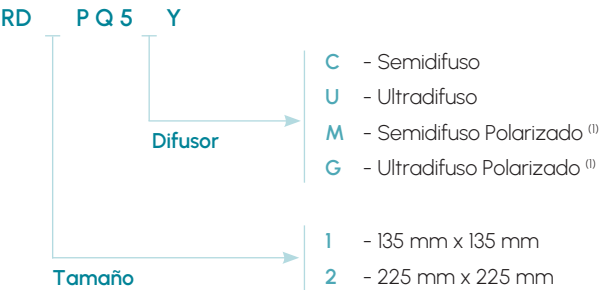 RD _ P Q 5 _ Y
C - Semidifuso
U - Ultradifuso
M - Semidifuso Polarizado (1)
G - Ultradifuso Polarizado (1)
Difusor
1 - 135 mm x 135 mm
2 - 225 mm x 225 mm
Tamaño